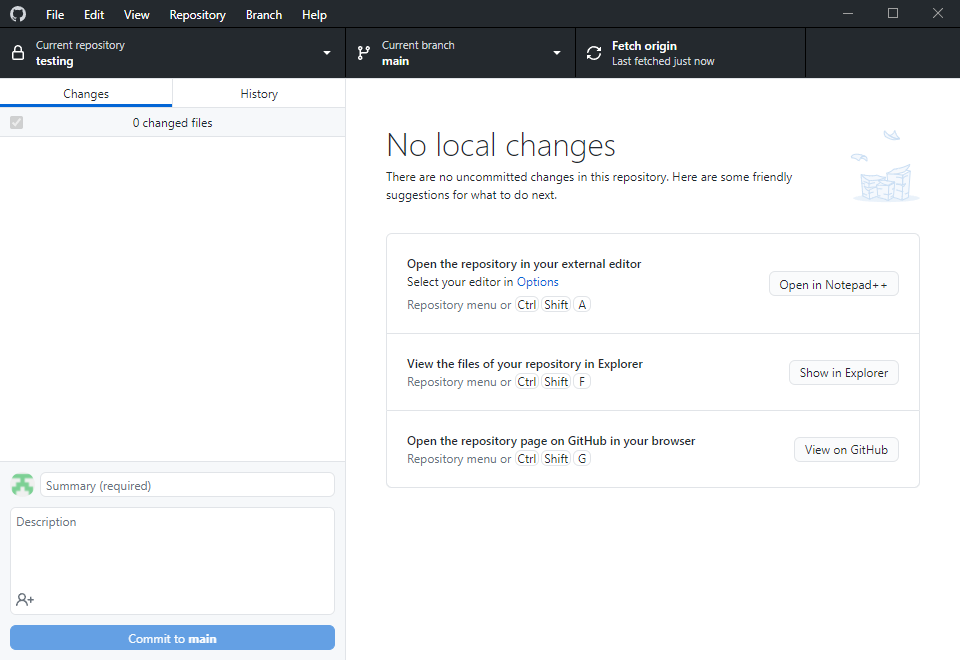 File Edit View Repository Branch Help
Current repository
testing
Current branch
main
Fetch origin
Last fetched just now
Changes History
0 changed files
No local changes
There are no uncommitted changes in this repository. Here are some friendly
suggestions for what to do next.
Open the repository in your external editor
Select your editor in Options
Repository menu or Ctrl Shift A
Open in Notepad++
View the files of your repository in Explorer
Repository menu or Ctrl Shift F
Show in Explorer
Open the repository page on GitHub in your browser
Repository menu or Ctrl Shift G
View on GitHub
Summary (required)
Description
Commit to main